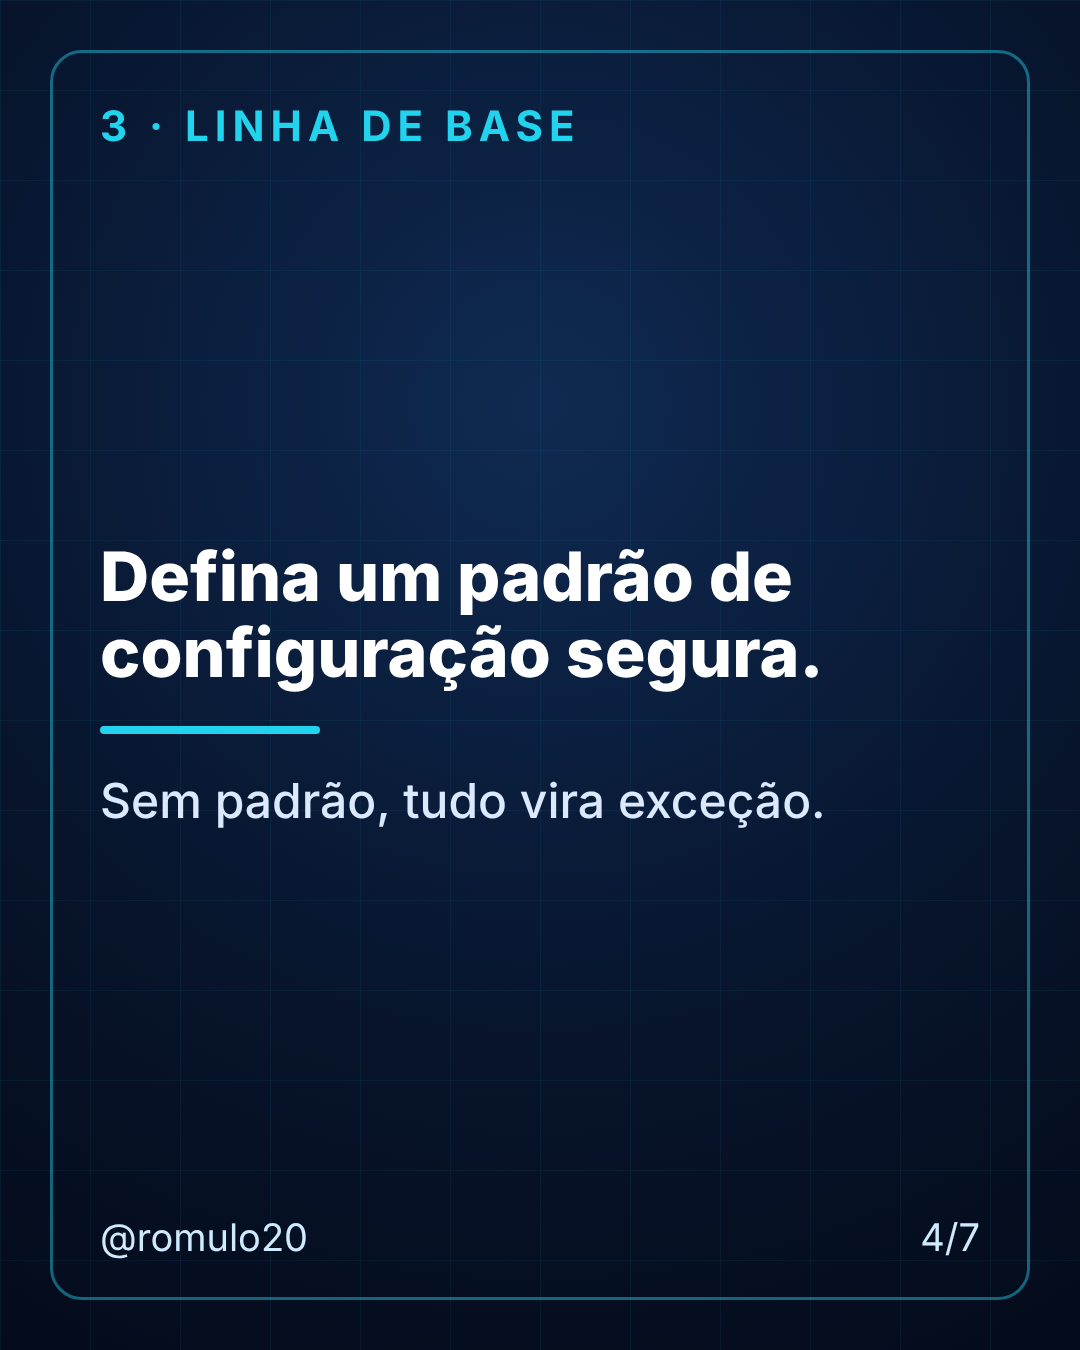 3 · LINHA DE BASE
Defina um padrão de
configuração segura.
Sem padrão, tudo vira exceção.
@romulo20
4/7